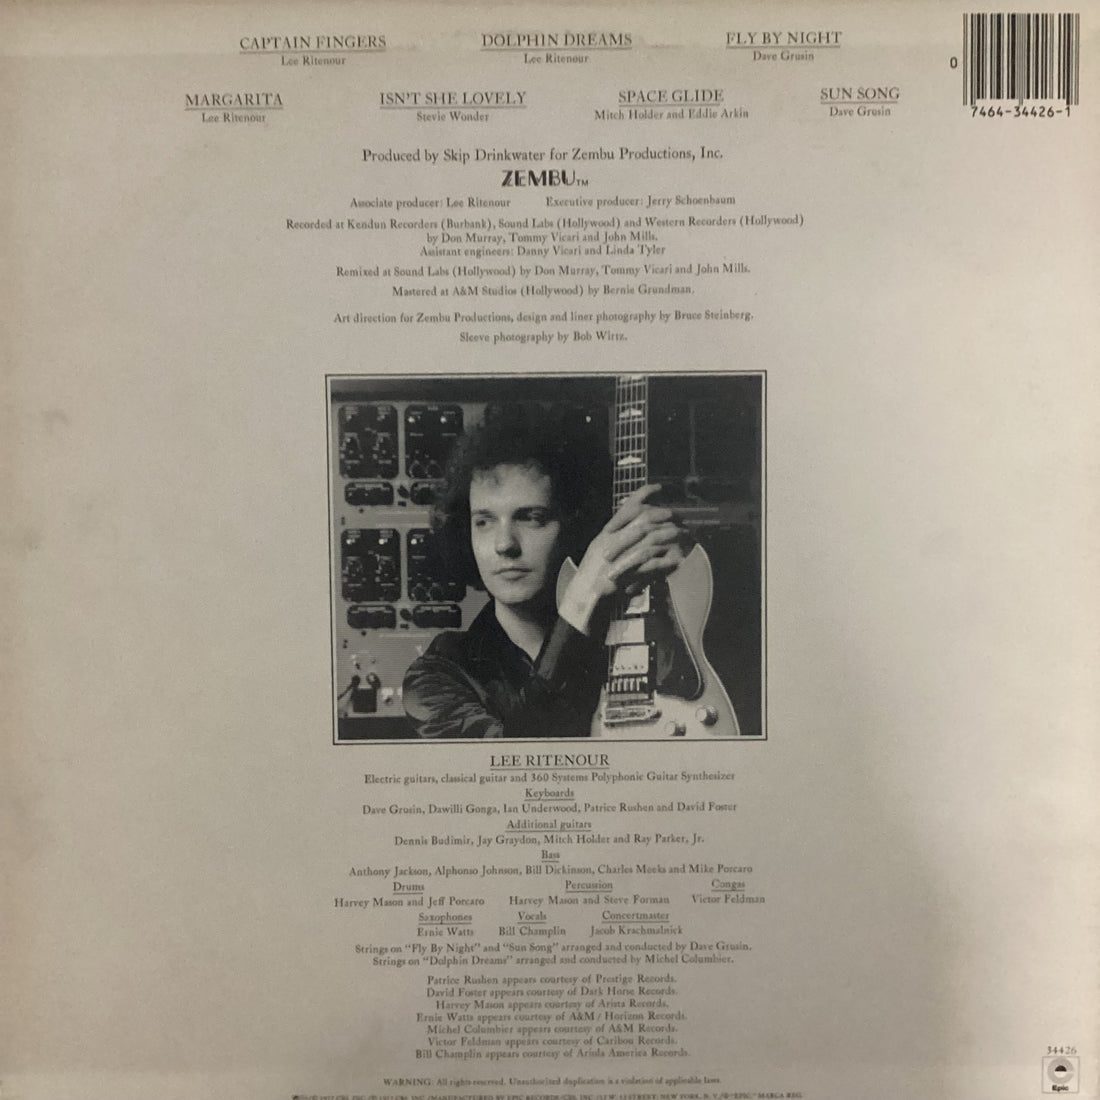 CAPTAIN FINGERS DOLPHIN DREAMS FLY BY NIGHT
Lee Ritenour Lee Ritenour Dave Grusin
MARGARITA ISN'T SHE LOVELY SPACE GLIDE SUN SONG
Lee Ritenour Stevie Wonder Mitch Holder and Eddie Arkin Dave Grusin
0
7464-34426-1
Produced by Skip Drinkwater for Zembu Productions, Inc.
ZEMBU™
Associate producer: Lee Ritenour Executive producer: Jerry Schoenbaum
Recorded at Kendun Recorders (Burbank), Sound Labs (Hollywood) and Western Recorders (Hollywood)
by Don Murray, Tommy Vicari and John Mills.
Assistant engineers: Danny Vicari and Linda Tyler
Remixed at Sound Labs (Hollywood) by Don Murray, Tommy Vicari and John Mills.
Mastered at A&M Studios (Hollywood) by Bernie Grundman.
Art direction for Zembu Productions, design and liner photography by Bruce Steinberg.
Sleeve photography by Bob Wirtz.
LEE RITENOUR
Electric guitars, classical guitar and 360 Systems Polyphonic Guitar Synthesizer
Keyboards
Dave Grusin, Dawilli Gonga, Ian Underwood, Patrice Rushen and David Foster
Additional guitars
Dennis Budimir, Jay Graydon, Mitch Holder and Ray Parker, Jr.
Bass
Anthony Jackson, Alphonso Johnson, Bill Dickinson, Charles Meeks and Mike Porcaro
Drums Percussion Congas
Harvey Mason and Jeff Porcaro Harvey Mason and Steve Forman Victor Feldman
Saxophones Vocals Concertmaster
Ernie Watts Bill Champlin Jacob Krachmalnick
Strings on "Fly By Night" and "Sun Song" arranged and conducted by Dave Grusin.
Strings on "Dolphin Dreams" arranged and conducted by Michel Columbier.
Patrice Rushen appears courtesy of Prestige Records.
David Foster appears courtesy of Dark Horse Records.
Harvey Mason appears courtesy of Arista Records.
Ernie Watts appears courtesy of A&M / Horizon Records.
Michel Columbier appears courtesy of A&M Records.
Victor Feldman appears courtesy of Caribou Records.
Bill Champlin appears courtesy of Ariola America Records.
34426
Epic
WARNING: All rights reserved. Unauthorized duplication is a violation of applicable laws.